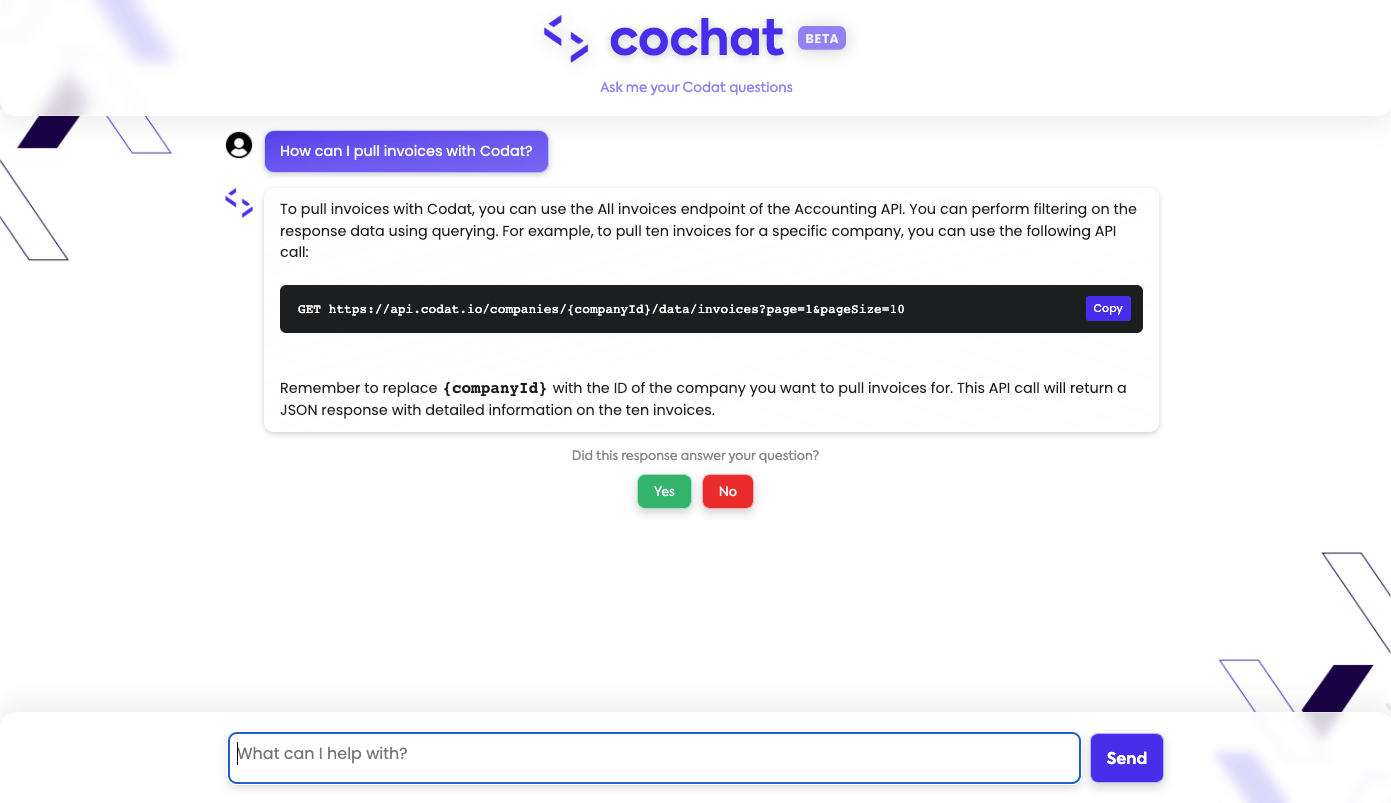 cochat BETA
Ask me your Codat questions
How can I pull invoices with Codat?
To pull invoices with Codat, you can use the All invoices endpoint of the Accounting API. You can perform filtering on the
response data using querying. For example, to pull ten invoices for a specific company, you can use the following API
call:
GET https://api.codat.io/companies/{companyId}/data/invoices?page=1&pageSize=10 Copy
Remember to replace {companyId} with the ID of the company you want to pull invoices for. This API call will return a
JSON response with detailed information on the ten invoices.
Did this response answer your question?
Yes No
What can I help with? Send